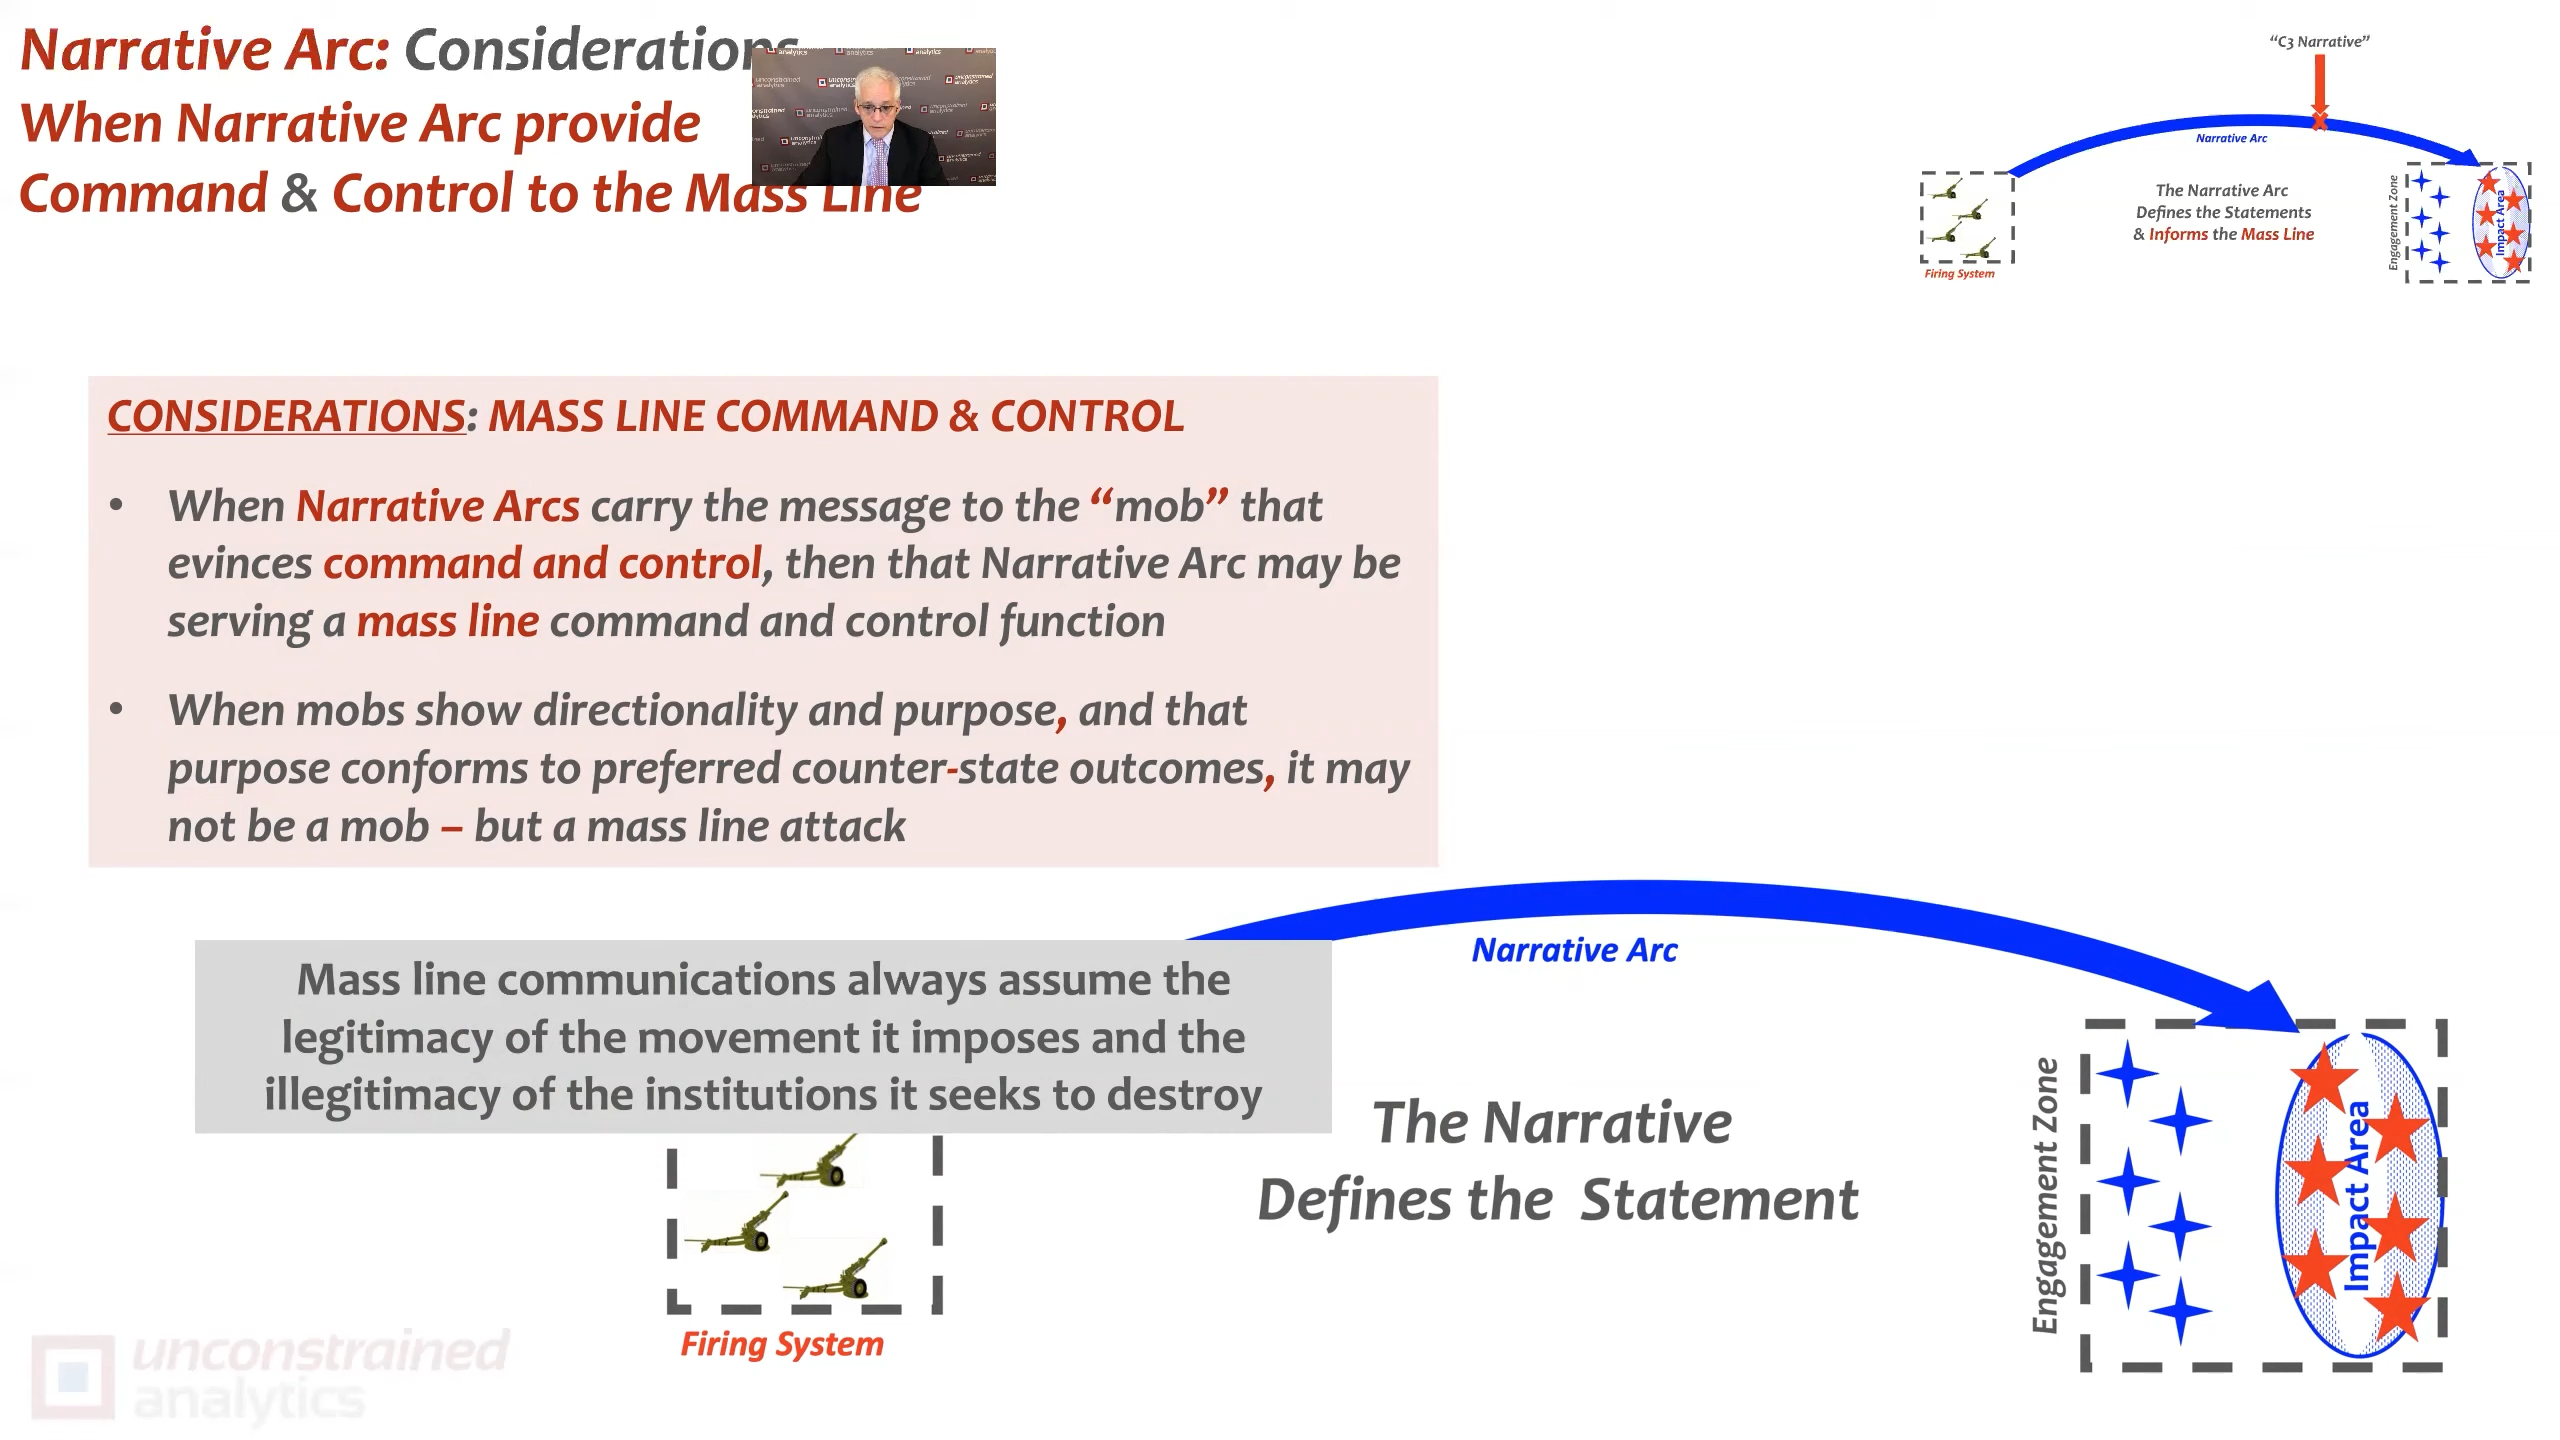 Narrative Arc: Considerations
When Narrative Arc provide
Command & Control to the Mass Line
"C3 Narrative"
Narrative Arc
The Narrative Arc
Defines the Statements
& Informs the Mass Line
Firing System
Engagement Zone
Impact Area
CONSIDERATIONS: MASS LINE COMMAND & CONTROL
• When Narrative Arcs carry the message to the “mob” that
evinces command and control, then that Narrative Arc may be
serving a mass line command and control function
• When mobs show directionality and purpose, and that
purpose conforms to preferred counter-state outcomes, it may
not be a mob – but a mass line attack
Narrative Arc
Mass line communications always assume the
legitimacy of the movement it imposes and the
illegitimacy of the institutions it seeks to destroy
The Narrative
Defines the Statement
Engagement Zone
Impact Area
Firing System
unconstrained
analytics